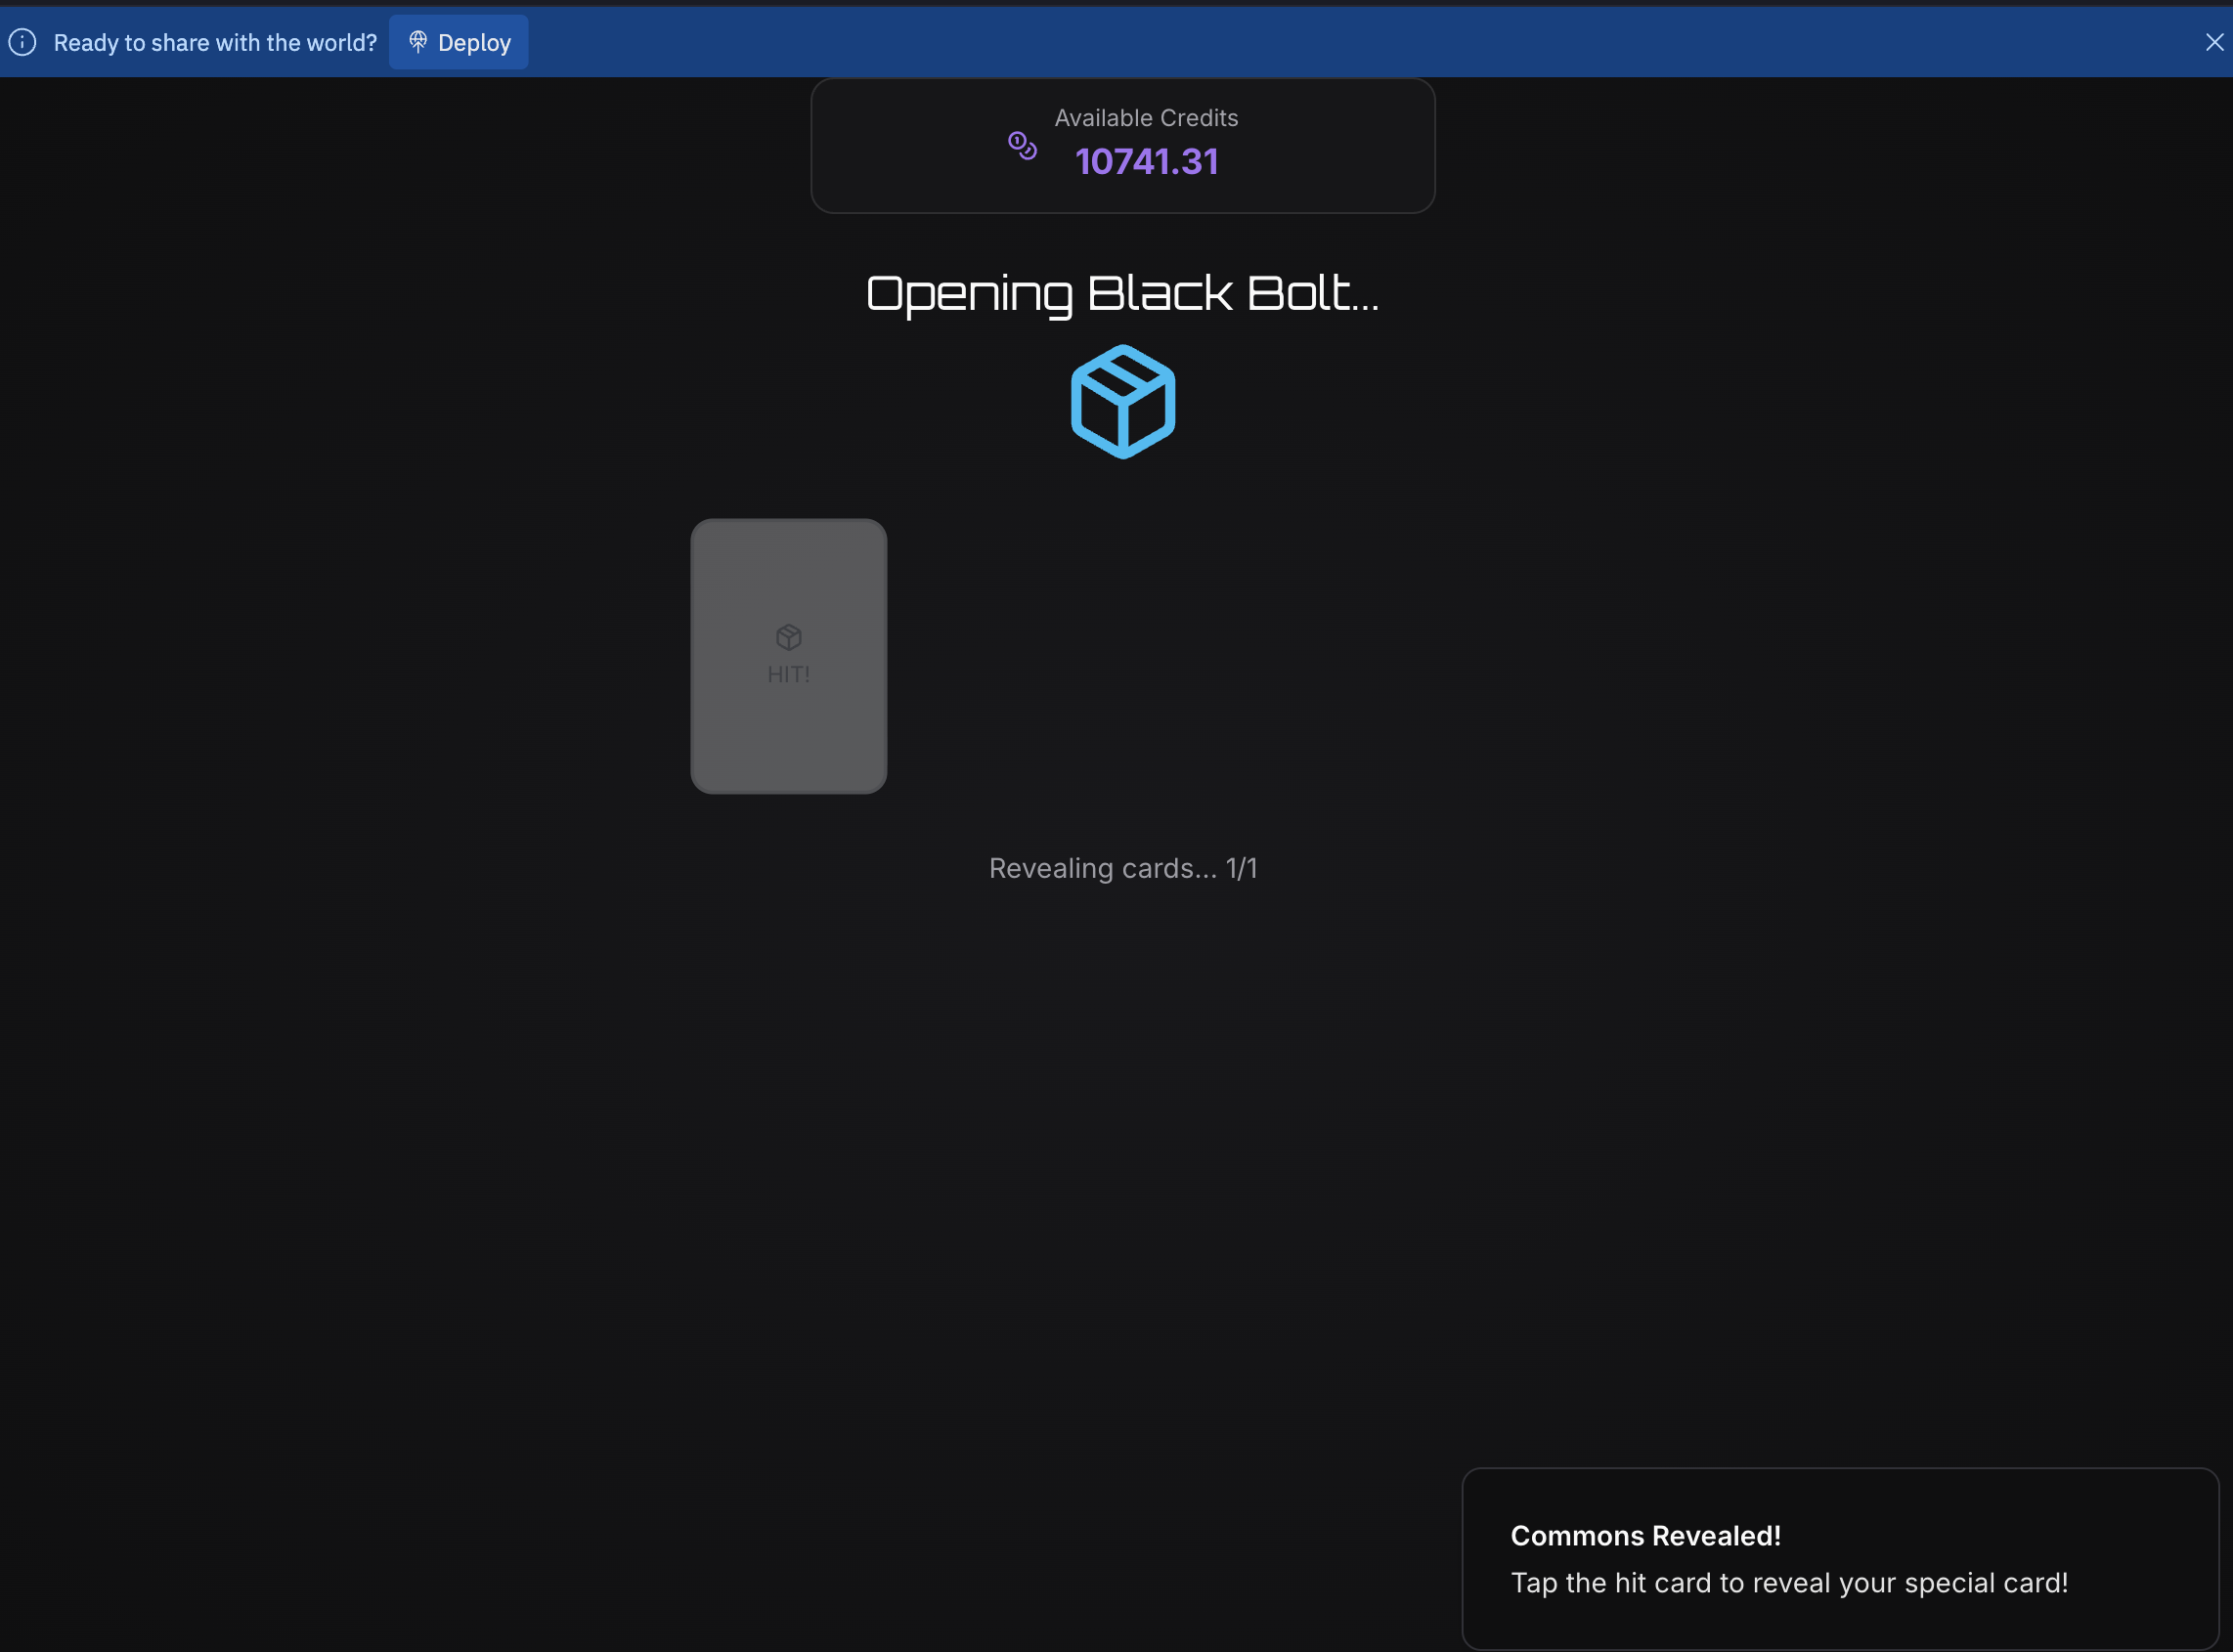 Ready to share with the world?
Deploy
Available Credits
10741.31
Opening Black Bolt...
HIT!
Revealing cards... 1/1
Commons Revealed!
Tap the hit card to reveal your special card!